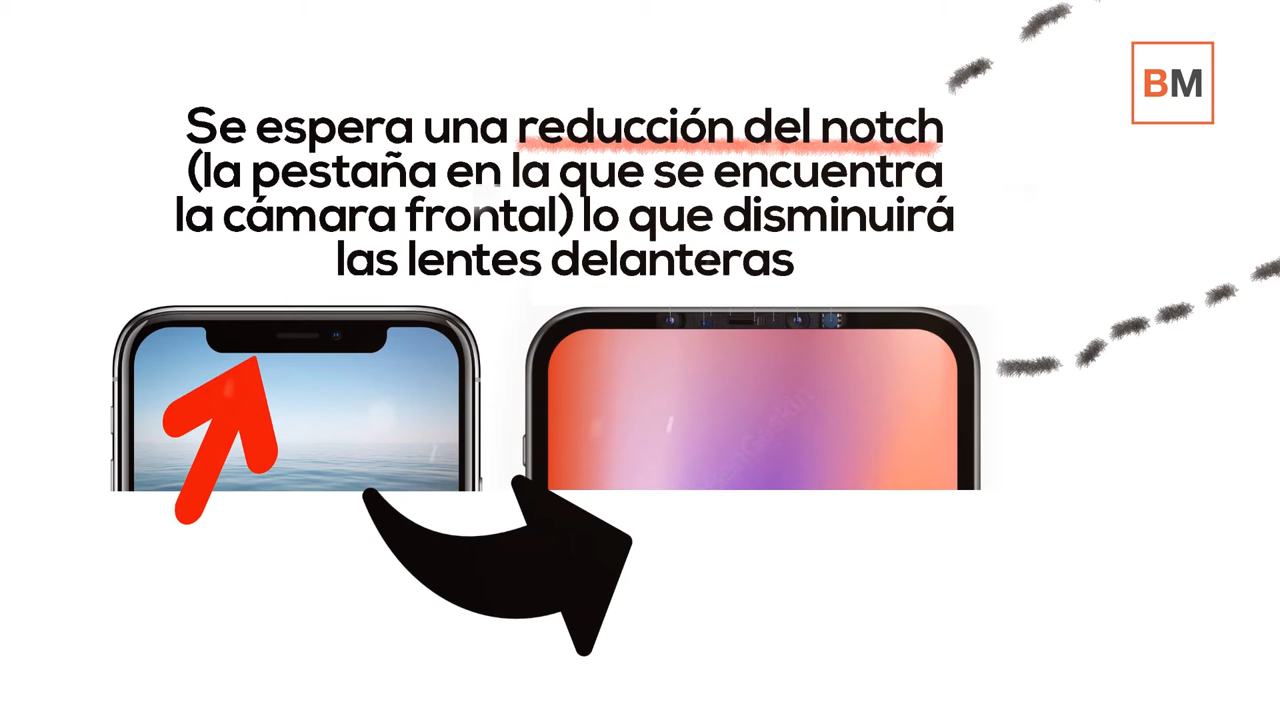 BM
Se espera una reducción del notch
(la pestaña en la que se encuentra
la cámara frontal) lo que disminuirá
las lentes delanteras